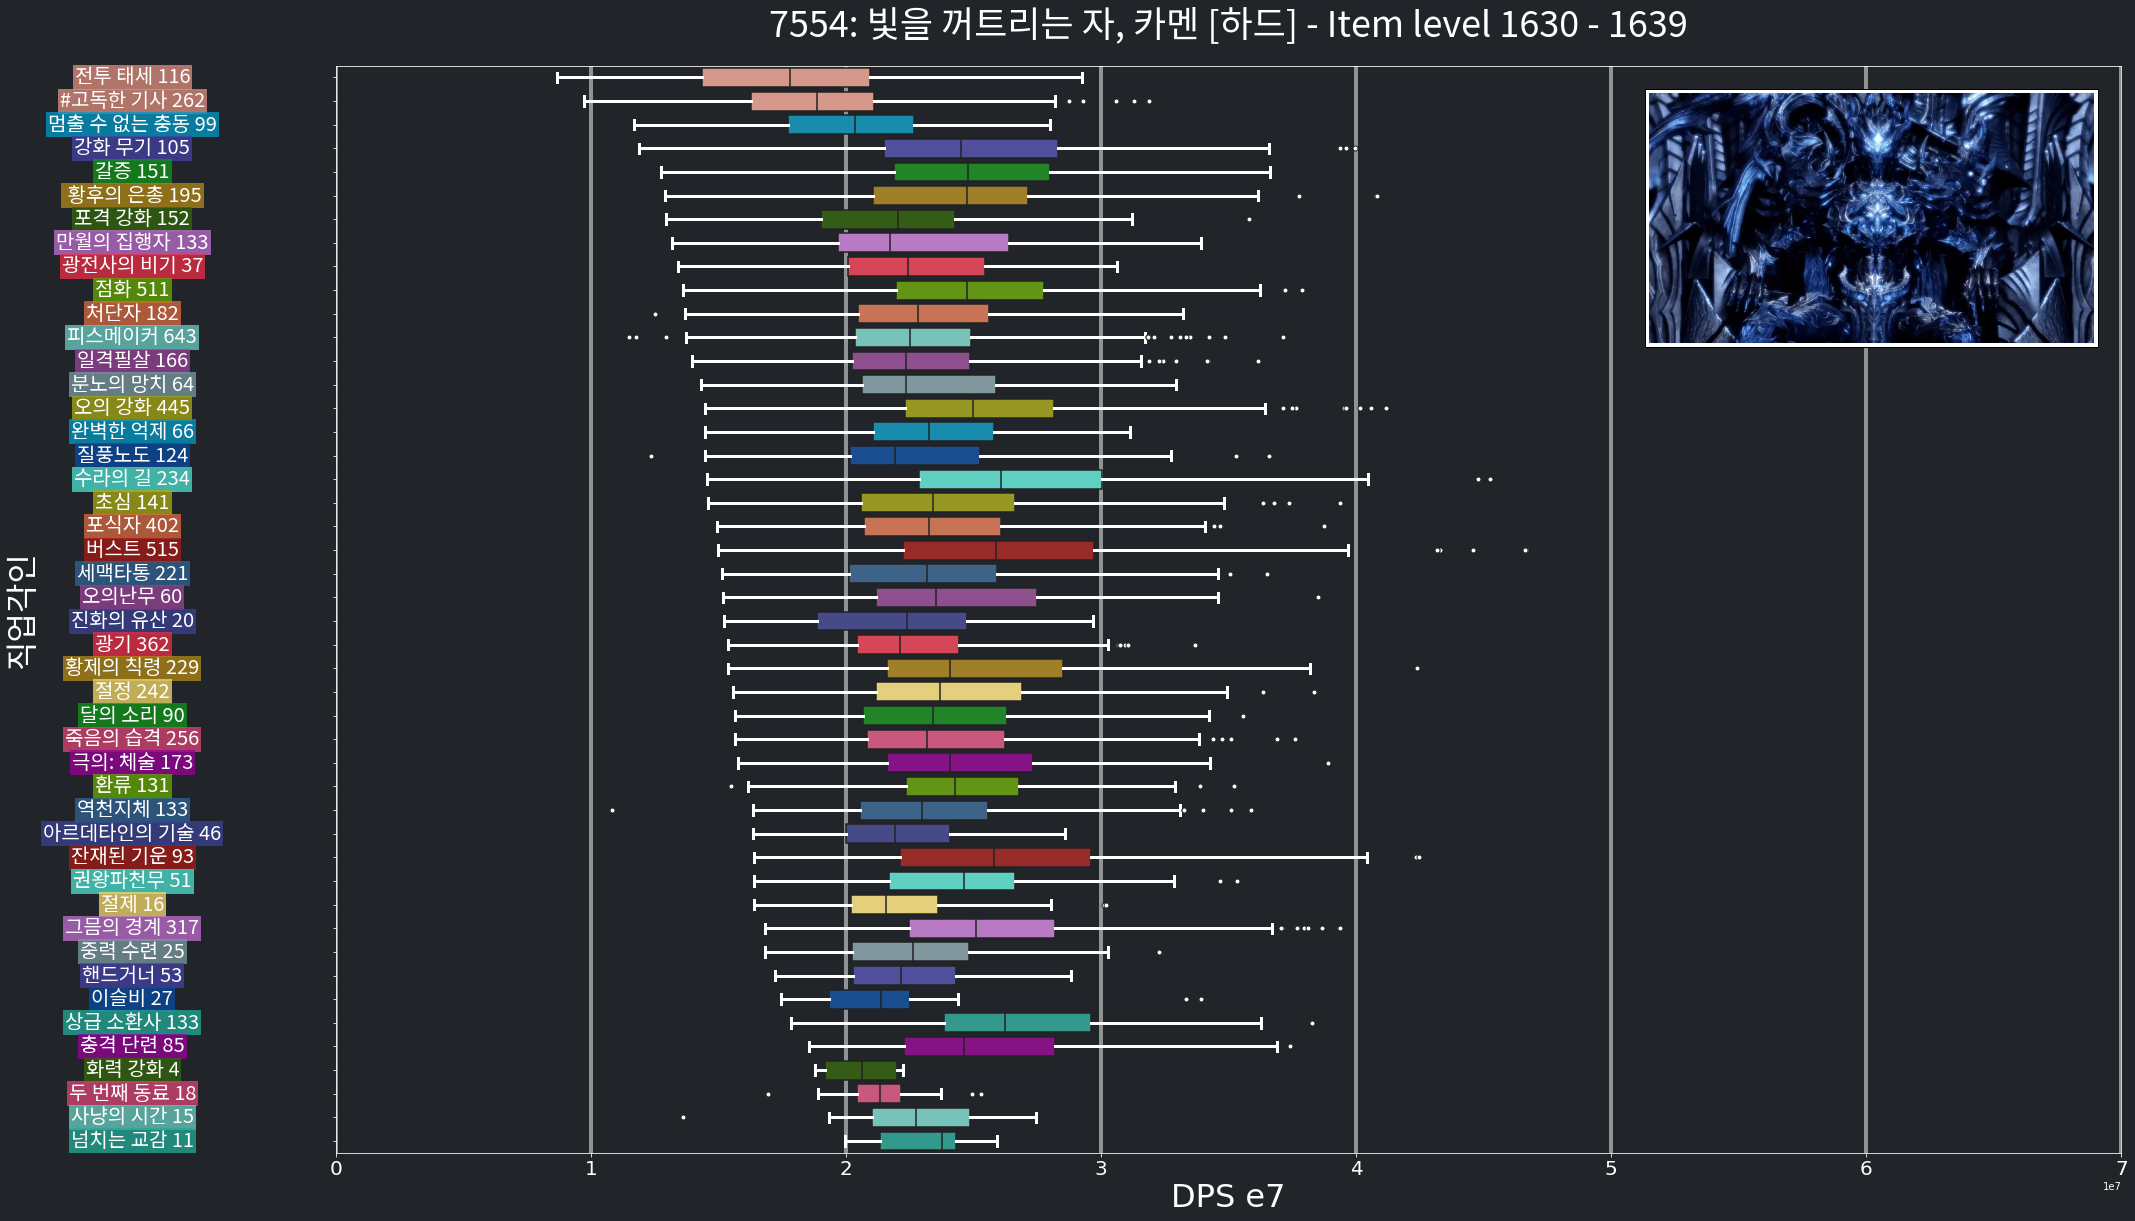 7554: 빛을 꺼트리는 자, 카멘 [하드] - Item level 1630 - 1639
전투 태세 116
#고독한 기사 262
멈출 수 없는 충동 99
강화 무기 105
갈증 151
황후의 은총 195
포격 강화 152
만월의 집행자 133
광전사의 비기 37
점화 511
처단자 182
피스메이커 643
일격필살 166
분노의 망치 64
오의 강화 445
완벽한 억제 66
질풍노도 124
수라의 길 234
초심 141
포식자 402
버스트 515
세맥타통 221
오의난무 60
진화의 유산 20
광기 362
황제의 칙령 229
절정 242
달의 소리 90
죽음의 습격 256
극의: 체술 173
환류 131
역천지체 133
아르데타인의 기술 46
잔재된 기운 93
권왕파천무 51
절제 16
그믐의 경계 317
중력 수련 25
핸드거너 53
이슬비 27
상급 소환사 133
충격 단련 85
화력 강화 4
두 번째 동료 18
사냥의 시간 15
넘치는 교감 11
직업각인
0 1 2 3 4 5 6 7
1e7
DPS e7